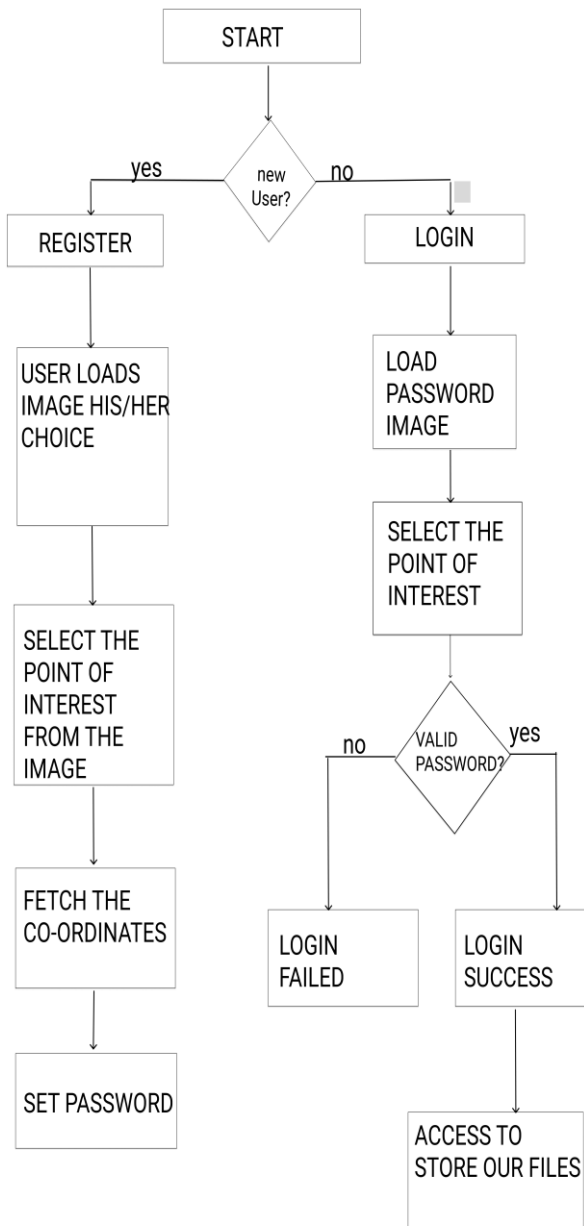 START
new
User?
yes
no
REGISTER
LOGIN
USER LOADS
IMAGE HIS/HER
CHOICE
LOAD
PASSWORD
IMAGE
SELECT THE
POINT OF
INTEREST
FROM THE
IMAGE
SELECT THE
POINT OF
INTEREST
VALID
PASSWORD?
no
yes
FETCH THE
CO-ORDINATES
LOGIN
FAILED
LOGIN
SUCCESS
SET PASSWORD
ACCESS TO
STORE OUR FILES